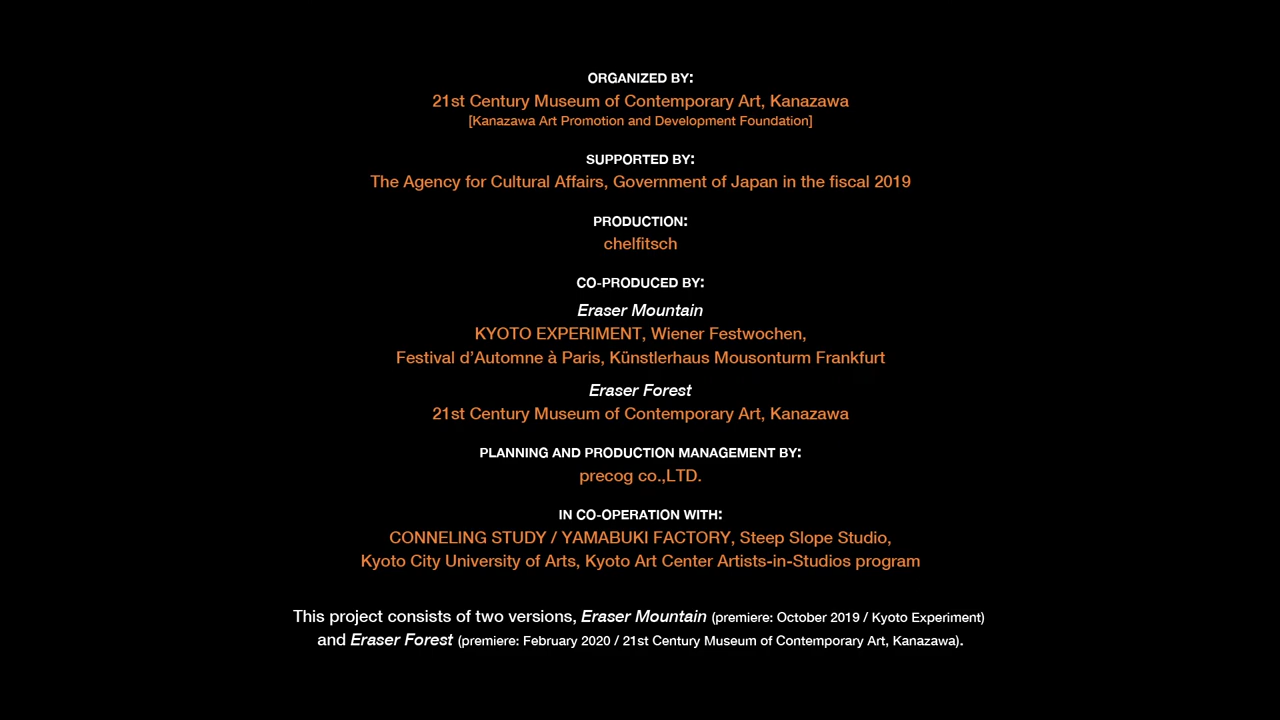 ORGANIZED BY:
21st Century Museum of Contemporary Art, Kanazawa
[Kanazawa Art Promotion and Development Foundation]
SUPPORTED BY:
The Agency for Cultural Affairs, Government of Japan in the fiscal 2019
PRODUCTION:
chelfitsch
CO-PRODUCED BY:
Eraser Mountain
KYOTO EXPERIMENT, Wiener Festwochen,
Festival d’Automne à Paris, Künstlerhaus Mousonturm Frankfurt
Eraser Forest
21st Century Museum of Contemporary Art, Kanazawa
PLANNING AND PRODUCTION MANAGEMENT BY:
precog co.,LTD.
IN CO-OPERATION WITH:
CONNELING STUDY / YAMABUKI FACTORY, Steep Slope Studio,
Kyoto City University of Arts, Kyoto Art Center Artists-in-Studios program
This project consists of two versions, Eraser Mountain (premiere: October 2019 / Kyoto Experiment)
and Eraser Forest (premiere: February 2020 / 21st Century Museum of Contemporary Art, Kanazawa).